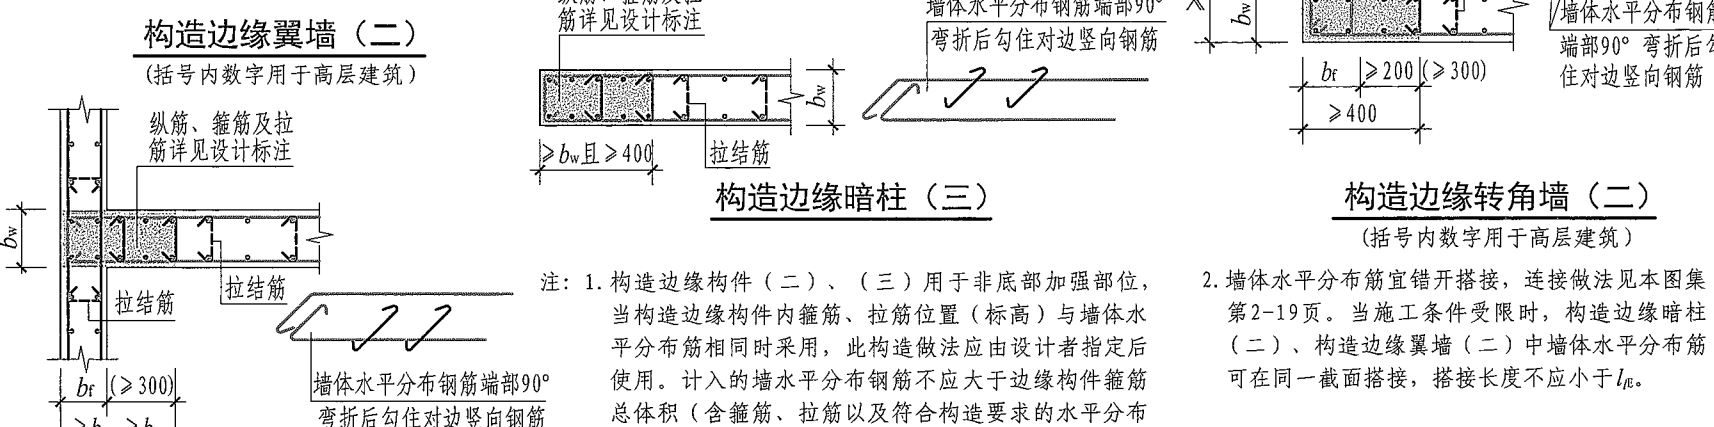 构造边缘翼墙（二）
(括号内数字用于高层建筑)
纵筋、箍筋及拉
筋详见设计标注
bw
拉结筋
拉结筋
bf
(≥300)
墙体水平分布钢筋端部90°
弯折后勾住对边竖向钢筋
筋详见设计标注
墙体水平分布钢筋端部90°
弯折后勾住对边竖向钢筋
bw
≥bw且≥400
拉结筋
构造边缘暗柱（三）
注：1.构造边缘构件（二）、（三）用于非底部加强部位，
当构造边缘构件内箍筋、拉筋位置（标高）与墙体水
平分布筋相同时采用，此构造做法应由设计者指定后
使用。计入的墙水平分布钢筋不应大于边缘构件箍筋
总体积（含箍筋、拉筋以及符合构造要求的水平分布
bw
墙体水平分布钢筋
端部90° 弯折后勾
住对边竖向钢筋
bf
≥200
(≥300)
≥400
构造边缘转角墙（二）
(括号内数字用于高层建筑)
2.墙体水平分布筋宜错开搭接，连接做法见本图集
第2-19页。当施工条件受限时，构造边缘暗柱
（二）、构造边缘翼墙（二）中墙体水平分布筋
可在同一截面搭接，搭接长度不应小于llE。